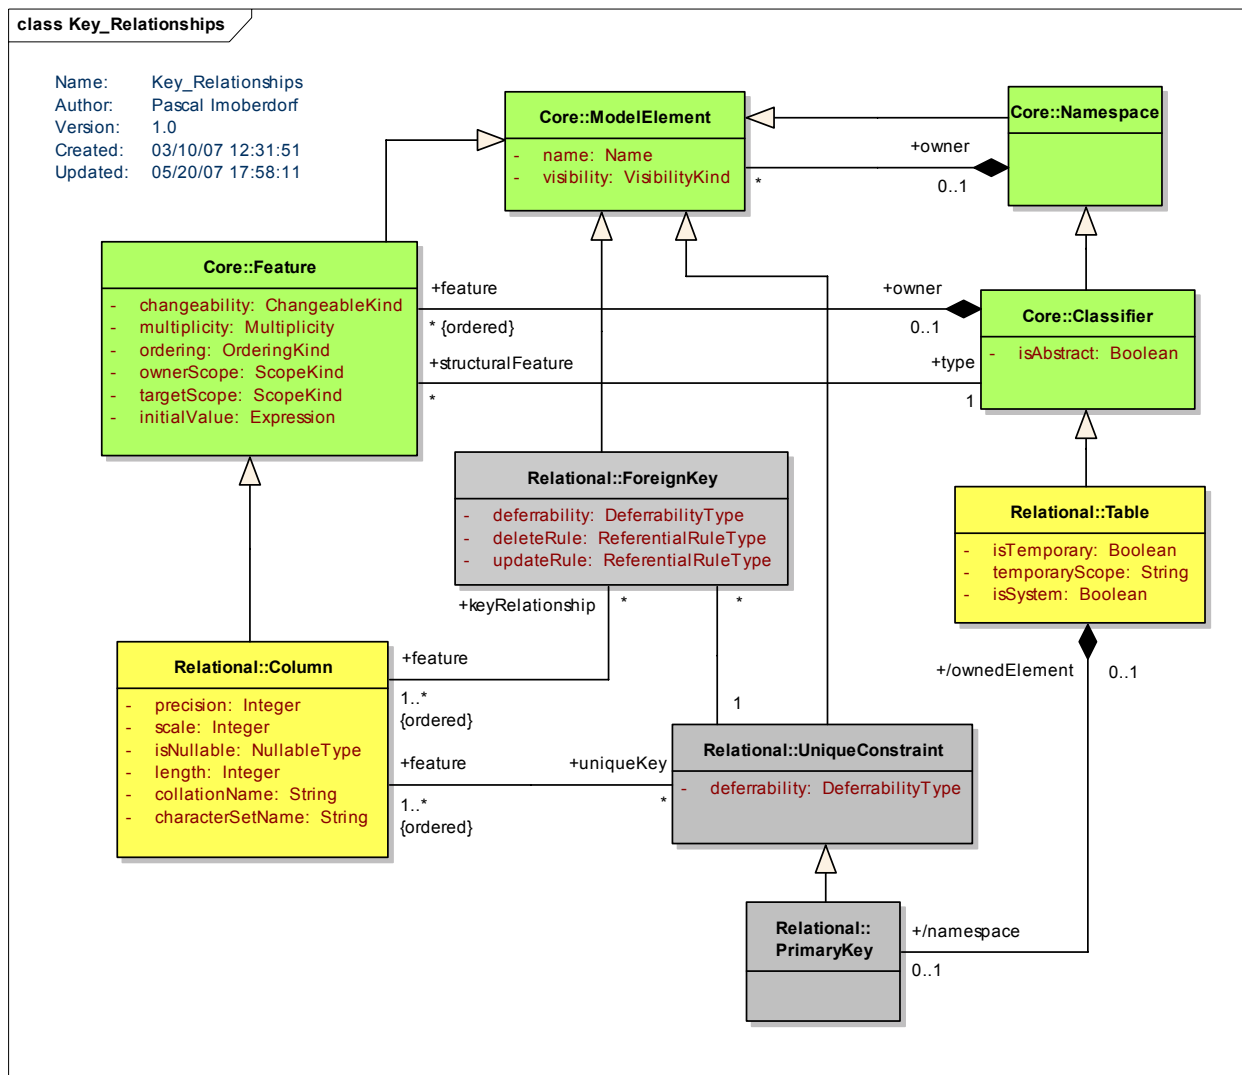 class Key_Relationships
Name: Key_Relationships
Author: Pascal Imoberdorf
Version: 1.0
Created: 03/10/07 12:31:51
Updated: 05/20/07 17:58:11
Core::ModelElement
- name: Name
- visibility: VisibilityKind
Core::Namespace
+owner
*
0..1
Core::Feature
- changeability: ChangeableKind
- multiplicity: Multiplicity
- ordering: OrderingKind
- ownerScope: ScopeKind
- targetScope: ScopeKind
- initialValue: Expression
+feature
* {ordered}
+owner
0..1
+structuralFeature
*
+type
1
Core::Classifier
- isAbstract: Boolean
Relational::ForeignKey
- deferrability: DeferrabilityType
- deleteRule: ReferentialRuleType
- updateRule: ReferentialRuleType
Relational::Table
- isTemporary: Boolean
- temporaryScope: String
- isSystem: Boolean
+keyRelationship
*
*
+/ownedElement
0..1
Relational::Column
- precision: Integer
- scale: Integer
- isNullable: NullableType
- length: Integer
- collationName: String
- characterSetName: String
+feature
1..*
{ordered}
1
+feature
1..*
{ordered}
+uniqueKey
*
Relational::UniqueConstraint
- deferrability: DeferrabilityType
Relational::
PrimaryKey
+/namespace
0..1